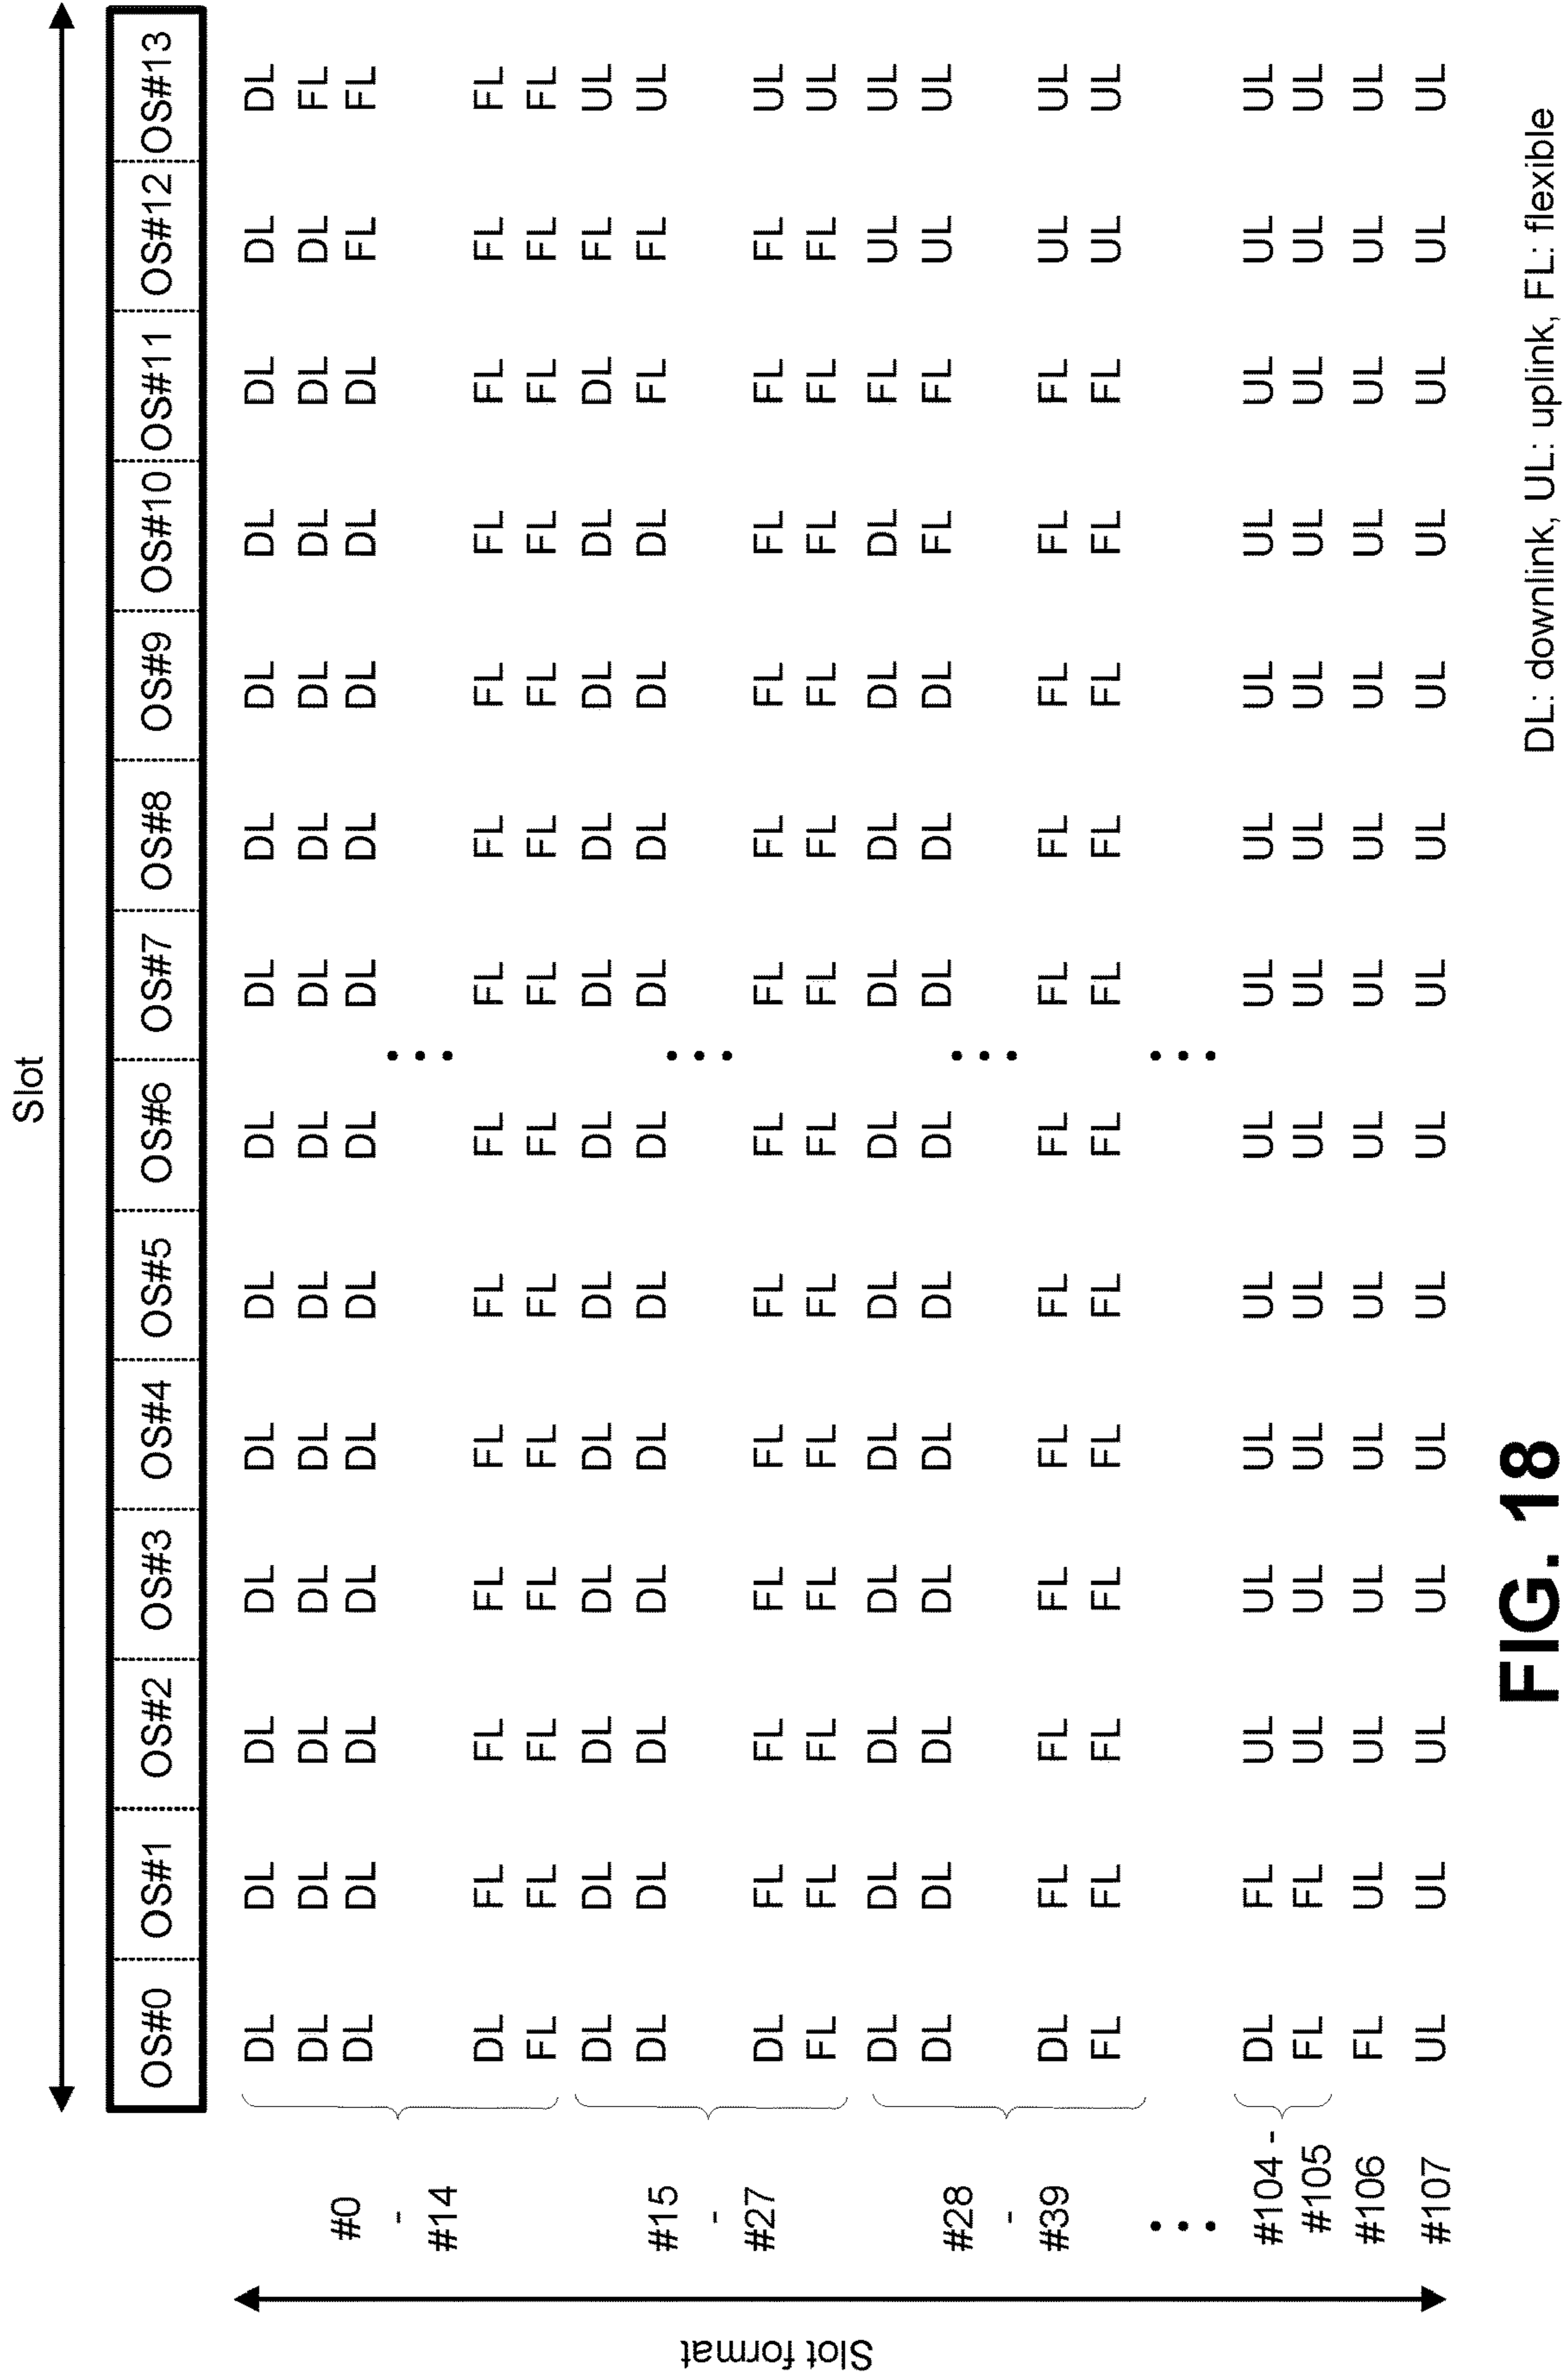 Slot
OS#0 OS#1 OS#2 OS#3 OS#4 OS#5 OS#6 OS#7 OS#8 OS#9 OS#10 OS#11 OS#12 OS#13
Slot format
#0
-
#14
DL DL DL DL DL DL DL DL DL DL DL DL DL DL
DL DL DL DL DL DL DL DL DL DL DL DL DL FL
DL DL DL DL DL DL DL DL DL DL DL DL FL FL
...
DL FL FL FL FL FL FL FL FL FL FL FL FL FL
FL FL FL FL FL FL FL FL FL FL FL FL FL FL
#15
-
#27
DL DL DL DL DL DL DL DL DL DL DL DL FL UL
DL DL DL DL DL DL DL DL DL DL DL FL FL UL
...
DL FL FL FL FL FL FL FL FL FL FL FL FL UL
FL FL FL FL FL FL FL FL FL FL FL FL FL UL
#28
-
#39
DL DL DL DL DL DL DL DL DL DL DL FL UL UL
DL DL DL DL DL DL DL DL DL DL FL FL UL UL
...
DL FL FL FL FL FL FL FL FL FL FL FL UL UL
FL FL FL FL FL FL FL FL FL FL FL FL UL UL
... ...
#104 - DL FL UL UL UL UL UL UL UL UL UL UL UL UL
#105 FL FL UL UL UL UL UL UL UL UL UL UL UL UL
#106 FL UL UL UL UL UL UL UL UL UL UL UL UL UL
#107 UL UL UL UL UL UL UL UL UL UL UL UL UL UL
DL: downlink, UL: uplink, FL: flexible
FIG. 18